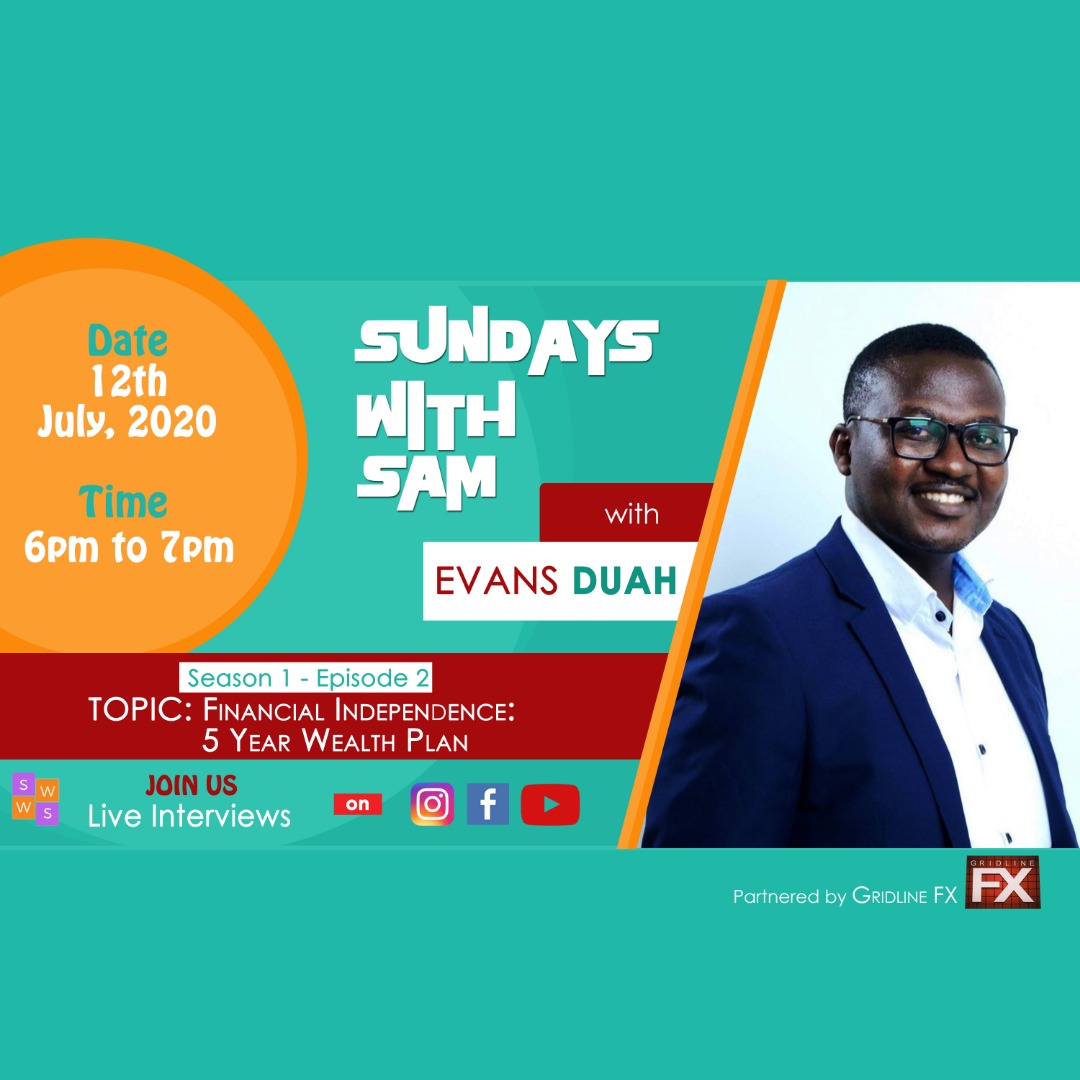 Date
12th
July, 2020
Time
6pm to 7pm
SUNDAYS
WITH
SAM
with
EVANS DUAH
Season 1 - Episode 2
TOPIC: FINANCIAL INDEPENDENCE:
5 YEAR WEALTH PLAN
S W
W S
JOIN US
Live Interviews
on
f
Partnered by GRIDLINE FX
GRIDLINE
FX